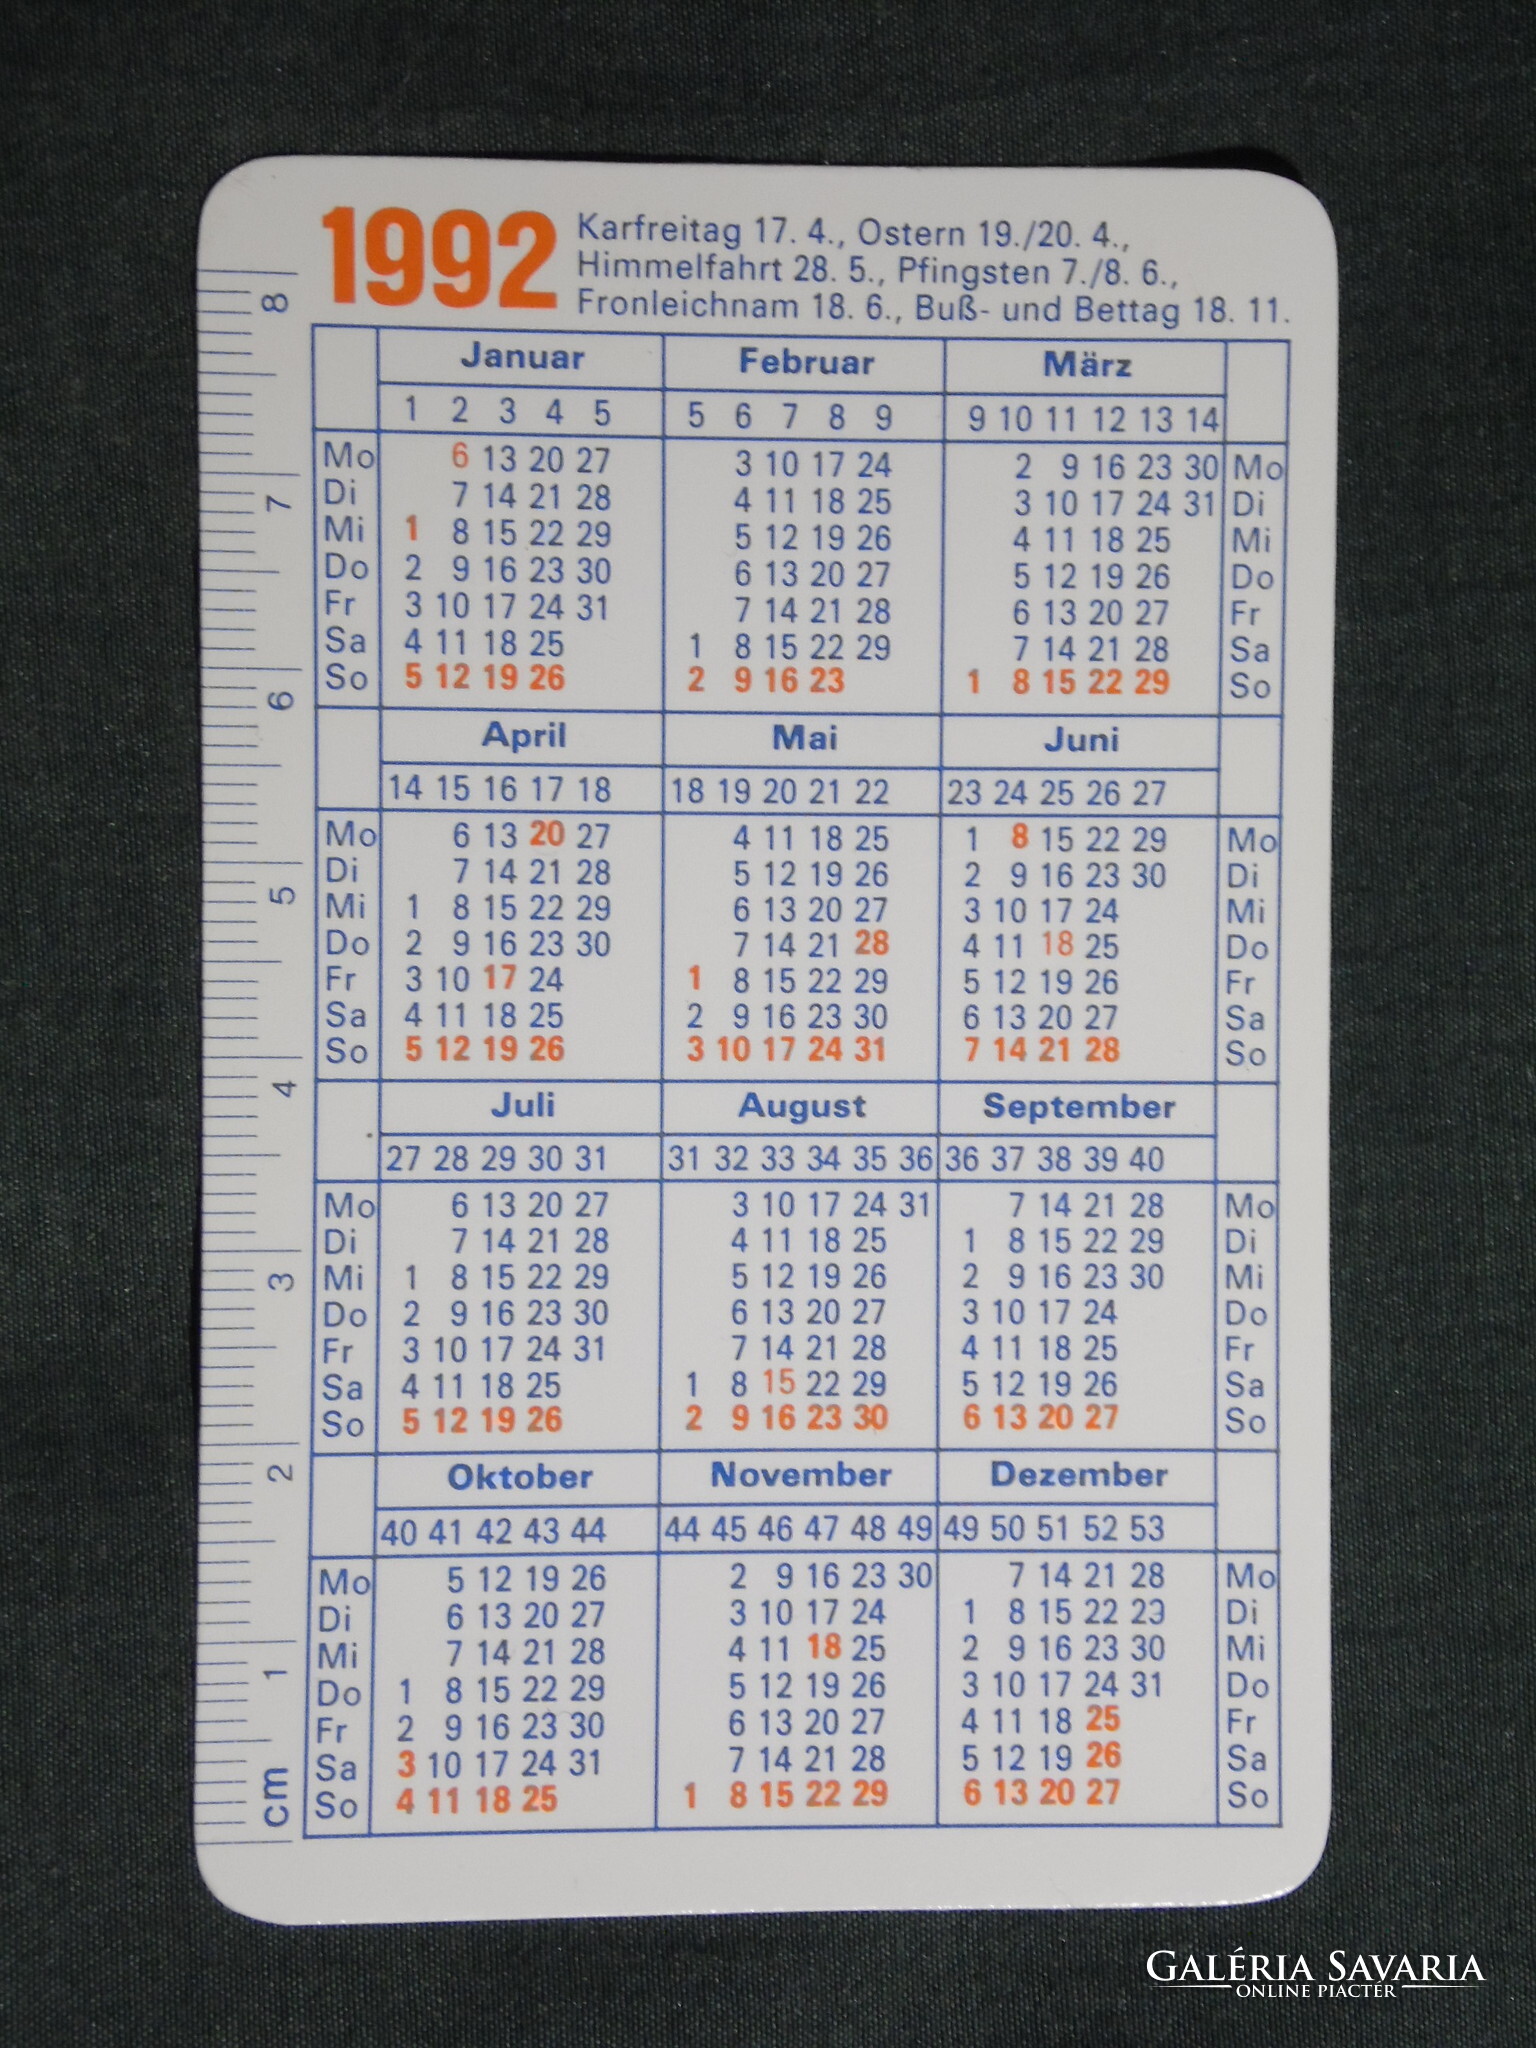 1992 Karfreitag 17. 4., Ostern 19./20. 4.,
Himmelfahrt 28. 5., Pfingsten 7./8. 6.,
Fronleichnam 18. 6., Buß- und Bettag 18. 11.
Januar Februar März
1 2 3 4 5 5 6 7 8 9 9 10 11 12 13 14
Mo 6 13 20 27 3 10 17 24 2 9 16 23 30 Mo
Di 7 14 21 28 4 11 18 25 3 10 17 24 31 Di
Mi 1 8 15 22 29 5 12 19 26 4 11 18 25 Mi
Do 2 9 16 23 30 6 13 20 27 5 12 19 26 Do
Fr 3 10 17 24 31 7 14 21 28 6 13 20 27 Fr
Sa 4 11 18 25 1 8 15 22 29 7 14 21 28 Sa
So 5 12 19 26 2 9 16 23 1 8 15 22 29 So
April Mai Juni
14 15 16 17 18 18 19 20 21 22 23 24 25 26 27
Mo 6 13 20 27 4 11 18 25 1 8 15 22 29 Mo
Di 7 14 21 28 5 12 19 26 2 9 16 23 30 Di
Mi 1 8 15 22 29 6 13 20 27 3 10 17 24 Mi
Do 2 9 16 23 30 7 14 21 28 4 11 18 25 Do
Fr 3 10 17 24 1 8 15 22 29 5 12 19 26 Fr
Sa 4 11 18 25 2 9 16 23 30 6 13 20 27 Sa
So 5 12 19 26 3 10 17 24 31 7 14 21 28 So
Juli August September
27 28 29 30 31 31 32 33 34 35 36 36 37 38 39 40
Mo 6 13 20 27 3 10 17 24 31 7 14 21 28 Mo
Di 7 14 21 28 4 11 18 25 1 8 15 22 29 Di
Mi 1 8 15 22 29 5 12 19 26 2 9 16 23 30 Mi
Do 2 9 16 23 30 6 13 20 27 3 10 17 24 Do
Fr 3 10 17 24 31 7 14 21 28 4 11 18 25 Fr
Sa 4 11 18 25 1 8 15 22 29 5 12 19 26 Sa
So 5 12 19 26 2 9 16 23 30 6 13 20 27 So
Oktober November Dezember
40 41 42 43 44 44 45 46 47 48 49 49 50 51 52 53
Mo 5 12 19 26 2 9 16 23 30 7 14 21 28 Mo
Di 6 13 20 27 3 10 17 24 1 8 15 22 29 Di
Mi 7 14 21 28 4 11 18 25 2 9 16 23 30 Mi
Do 1 8 15 22 29 5 12 19 26 3 10 17 24 31 Do
Fr 2 9 16 23 30 6 13 20 27 4 11 18 25 Fr
Sa 3 10 17 24 31 7 14 21 28 5 12 19 26 Sa
So 4 11 18 25 1 8 15 22 29 6 13 20 27 So
8
7
6
5
4
3
2
1
cm
GALÉRIA SAVARIA
ONLINE PIACTÉR